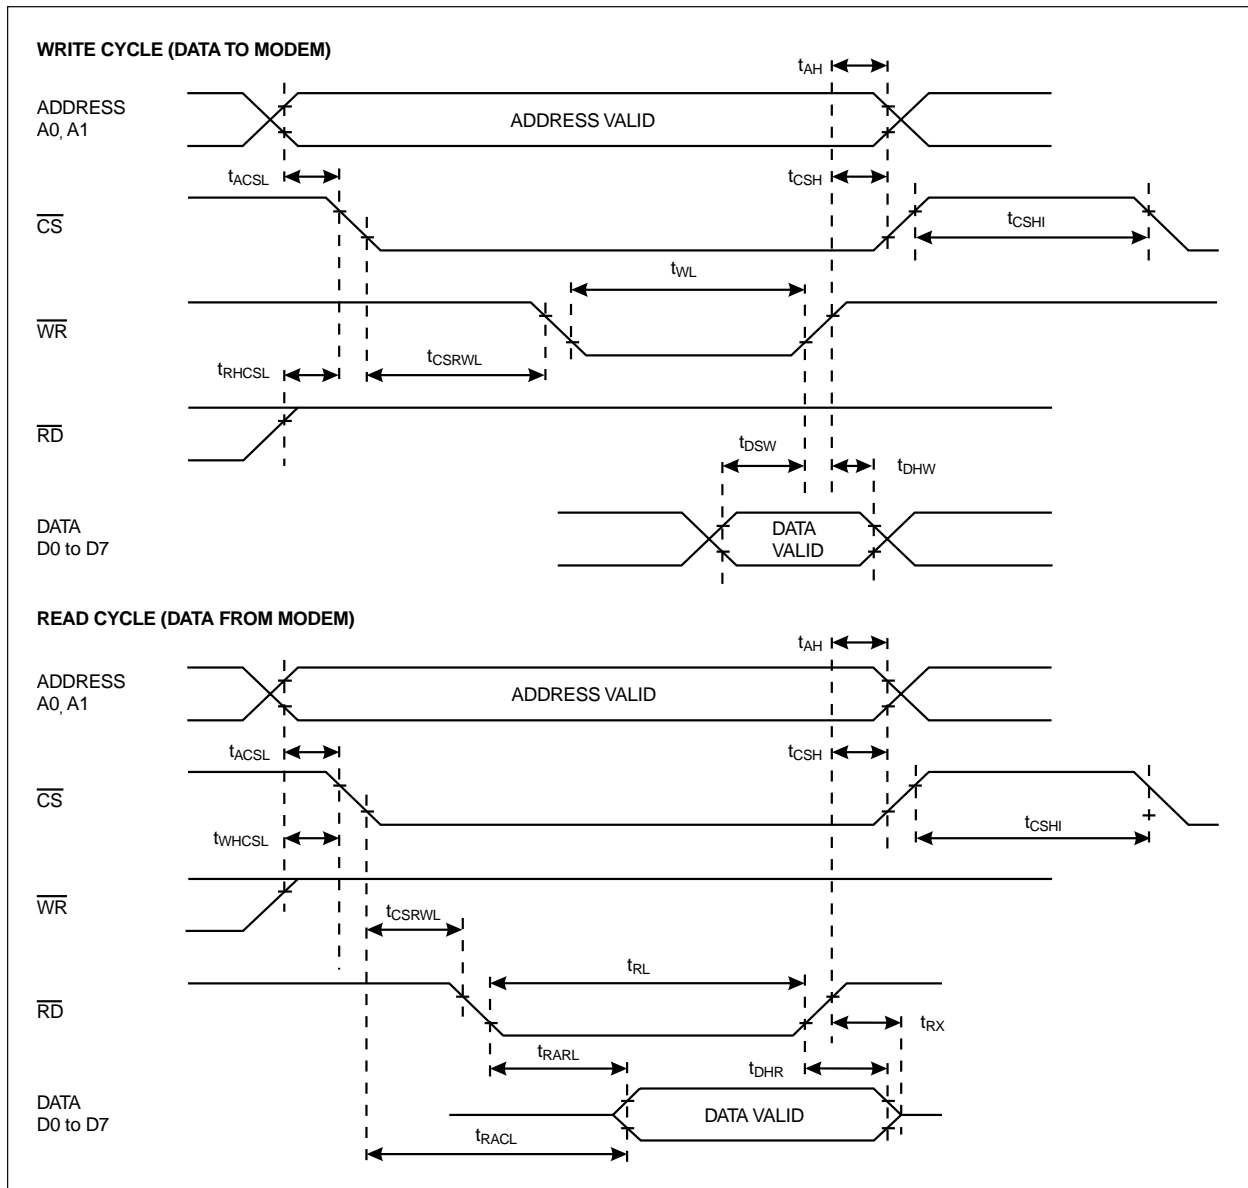 WRITE CYCLE (DATA TO MODEM)
tAH
ADDRESS
A0, A1
ADDRESS VALID
tACSL
tCSH
CS
tCSHI
tWL
WR
tCSRWL
tRHCSL
RD
tDSW
tDHW
DATA
D0 to D7
DATA
VALID
READ CYCLE (DATA FROM MODEM)
tAH
ADDRESS
A0, A1
ADDRESS VALID
tACSL
tCSH
CS
tCSHI
tWHCSL
WR
tCSRWL
tRL
RD
tRX
tRARL
tDHR
DATA
D0 to D7
DATA VALID
tRACL